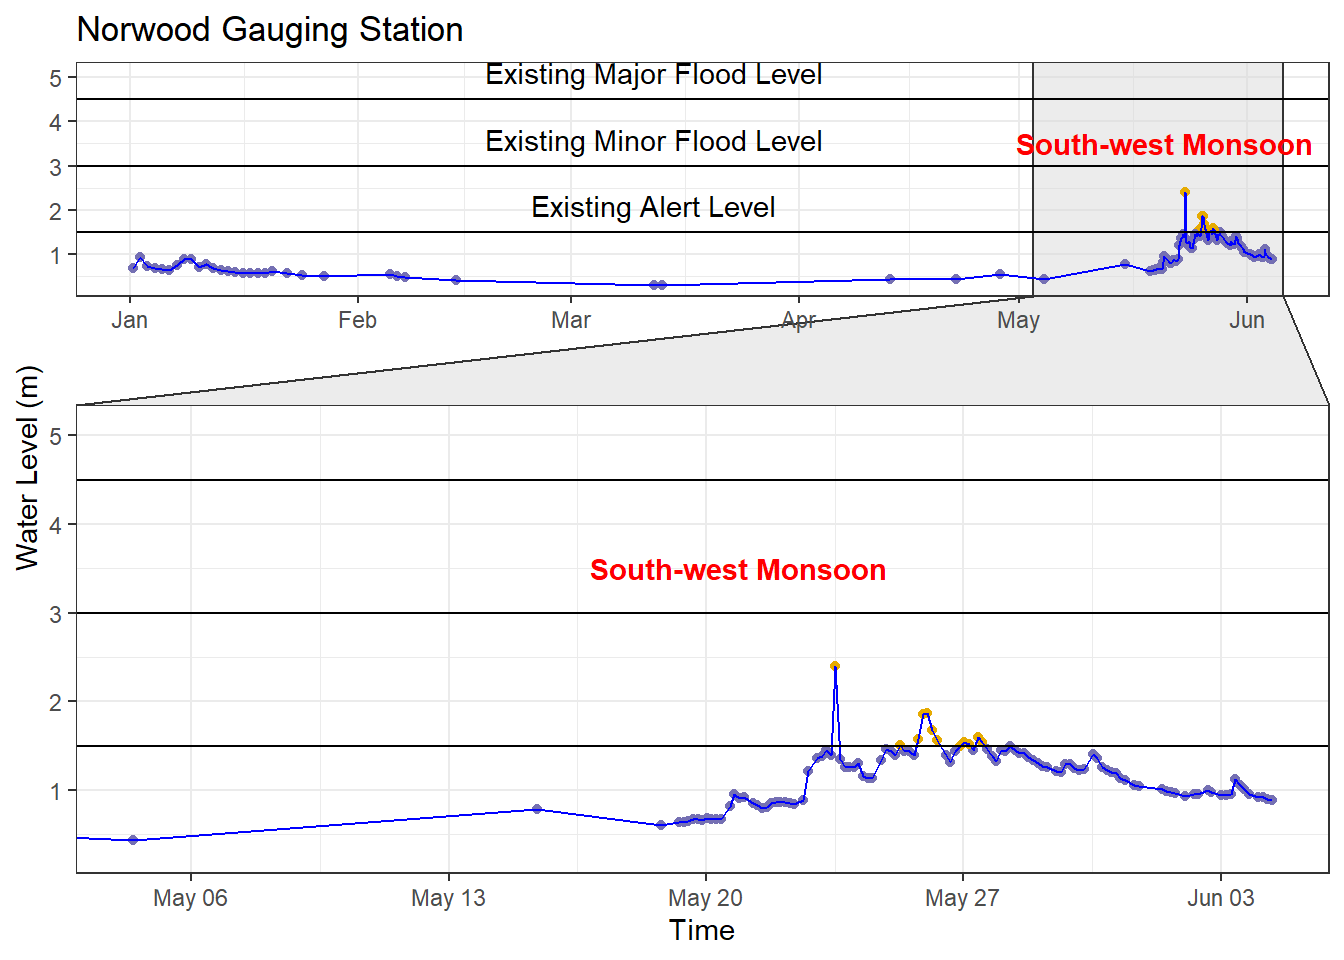 Norwood Gauging Station
5
Existing Major Flood Level
4
Existing Minor Flood Level
South-west Monsoon
3
2
Existing Alert Level
1
Jan Feb Mar Apr May Jun
Water Level (m)
5
4
South-west Monsoon
3
2
1
May 06 May 13 May 20 May 27 Jun 03
Time